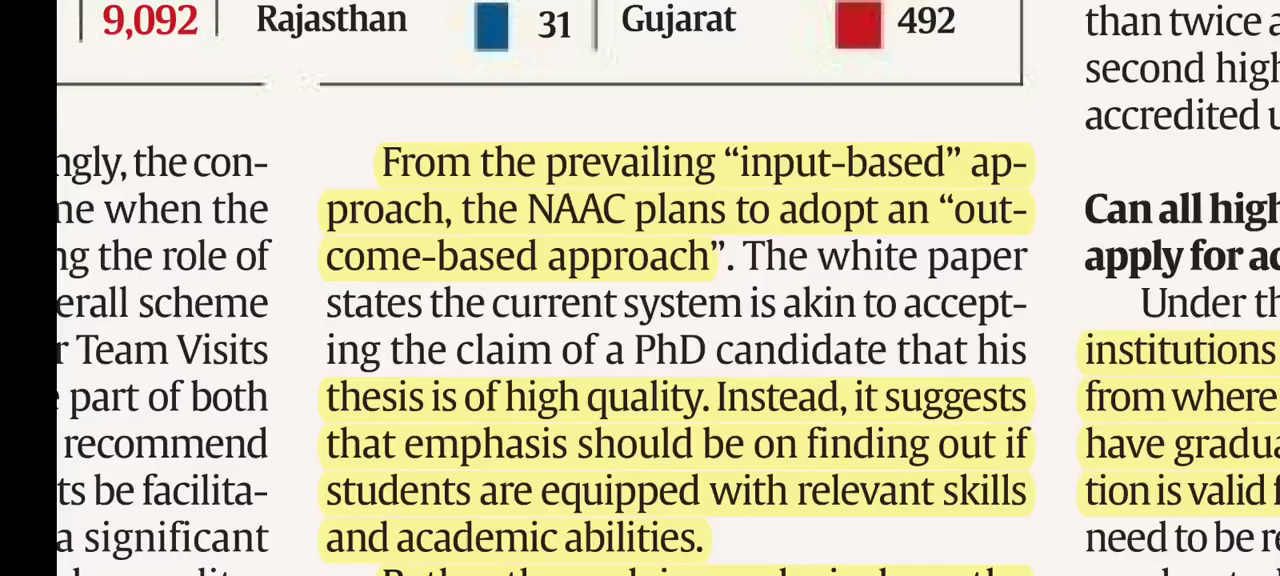 9,092 Rajasthan 31 Gujarat 492
ngly, the con-
me when the
ng the role of
erall scheme
r Team Visits
part of both
recommend
ts be facilita-
a significant
From the prevailing “input-based” ap-
proach, the NAAC plans to adopt an “out-
come-based approach”. The white paper
states the current system is akin to accept-
ing the claim of a PhD candidate that his
thesis is of high quality. Instead, it suggests
that emphasis should be on finding out if
students are equipped with relevant skills
and academic abilities.
than twice a
second high
accredited u
Can all high
apply for ac
Under th
institutions
from where
have gradua
tion is valid f
need to be re